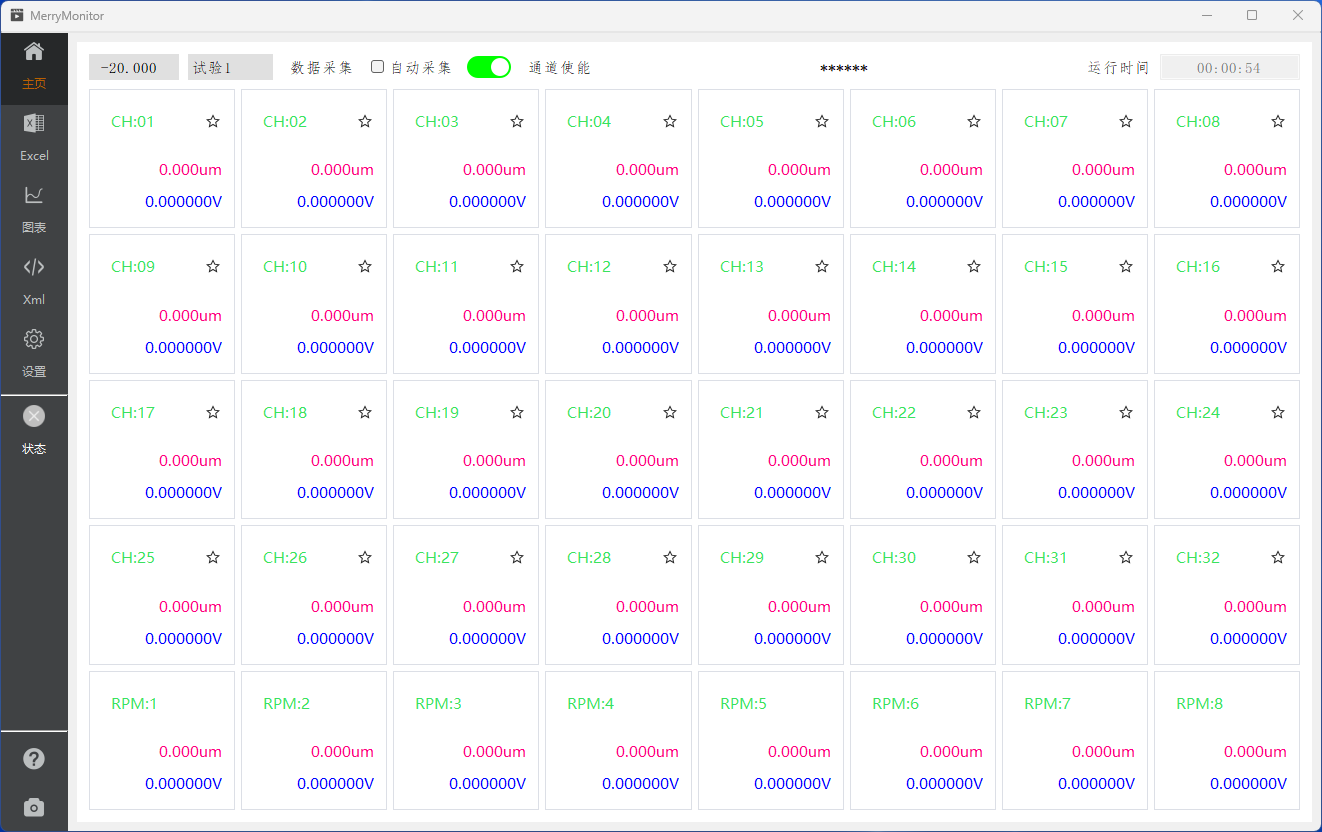 MerryMonitor
主页
Excel
图表
Xml
设置
状态
-20.000 试验1 数据采集 自动采集 通道使能 ****** 运行时间 00:00:54
CH:01 CH:02 CH:03 CH:04 CH:05 CH:06 CH:07 CH:08
0.000um 0.000um 0.000um 0.000um 0.000um 0.000um 0.000um 0.000um
0.000000V 0.000000V 0.000000V 0.000000V 0.000000V 0.000000V 0.000000V 0.000000V
CH:09 CH:10 CH:11 CH:12 CH:13 CH:14 CH:15 CH:16
0.000um 0.000um 0.000um 0.000um 0.000um 0.000um 0.000um 0.000um
0.000000V 0.000000V 0.000000V 0.000000V 0.000000V 0.000000V 0.000000V 0.000000V
CH:17 CH:18 CH:19 CH:20 CH:21 CH:22 CH:23 CH:24
0.000um 0.000um 0.000um 0.000um 0.000um 0.000um 0.000um 0.000um
0.000000V 0.000000V 0.000000V 0.000000V 0.000000V 0.000000V 0.000000V 0.000000V
CH:25 CH:26 CH:27 CH:28 CH:29 CH:30 CH:31 CH:32
0.000um 0.000um 0.000um 0.000um 0.000um 0.000um 0.000um 0.000um
0.000000V 0.000000V 0.000000V 0.000000V 0.000000V 0.000000V 0.000000V 0.000000V
RPM:1 RPM:2 RPM:3 RPM:4 RPM:5 RPM:6 RPM:7 RPM:8
0.000um 0.000um 0.000um 0.000um 0.000um 0.000um 0.000um 0.000um
0.000000V 0.000000V 0.000000V 0.000000V 0.000000V 0.000000V 0.000000V 0.000000V